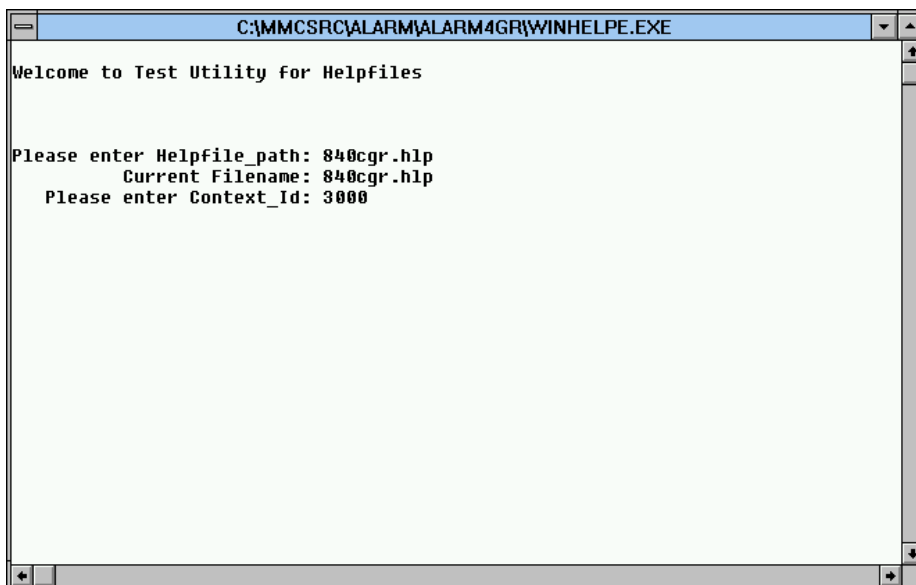 C:\MMCSRC\ALARM\ALARM4GR\WINHELPE.EXE
Welcome to Test Utility for Helpfiles
Please enter Helpfile_path: 840cgr.hlp
Current Filename: 840cgr.hlp
Please enter Context_Id: 3000